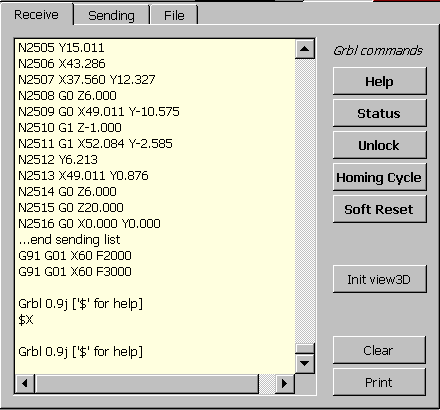 Receive
Sending
File
N2505 Y15.011
N2506 X43.286
N2507 X37.560 Y12.327
N2508 G0 Z6.000
N2509 G0 X49.011 Y-10.575
N2510 G1 Z-1.000
N2511 G1 X52.084 Y-2.585
N2512 Y6.213
N2513 X49.011 Y0.876
N2514 G0 Z6.000
N2515 G0 Z20.000
N2516 G0 X0.000 Y0.000
...end sending list
G91 G01 X60 F2000
G91 G01 X60 F3000
Grbl 0.9j ['$' for help]
$X
Grbl 0.9j ['$' for help]
Grbl commands
Help
Status
Unlock
Homing Cycle
Soft Reset
Init view3D
Clear
Print